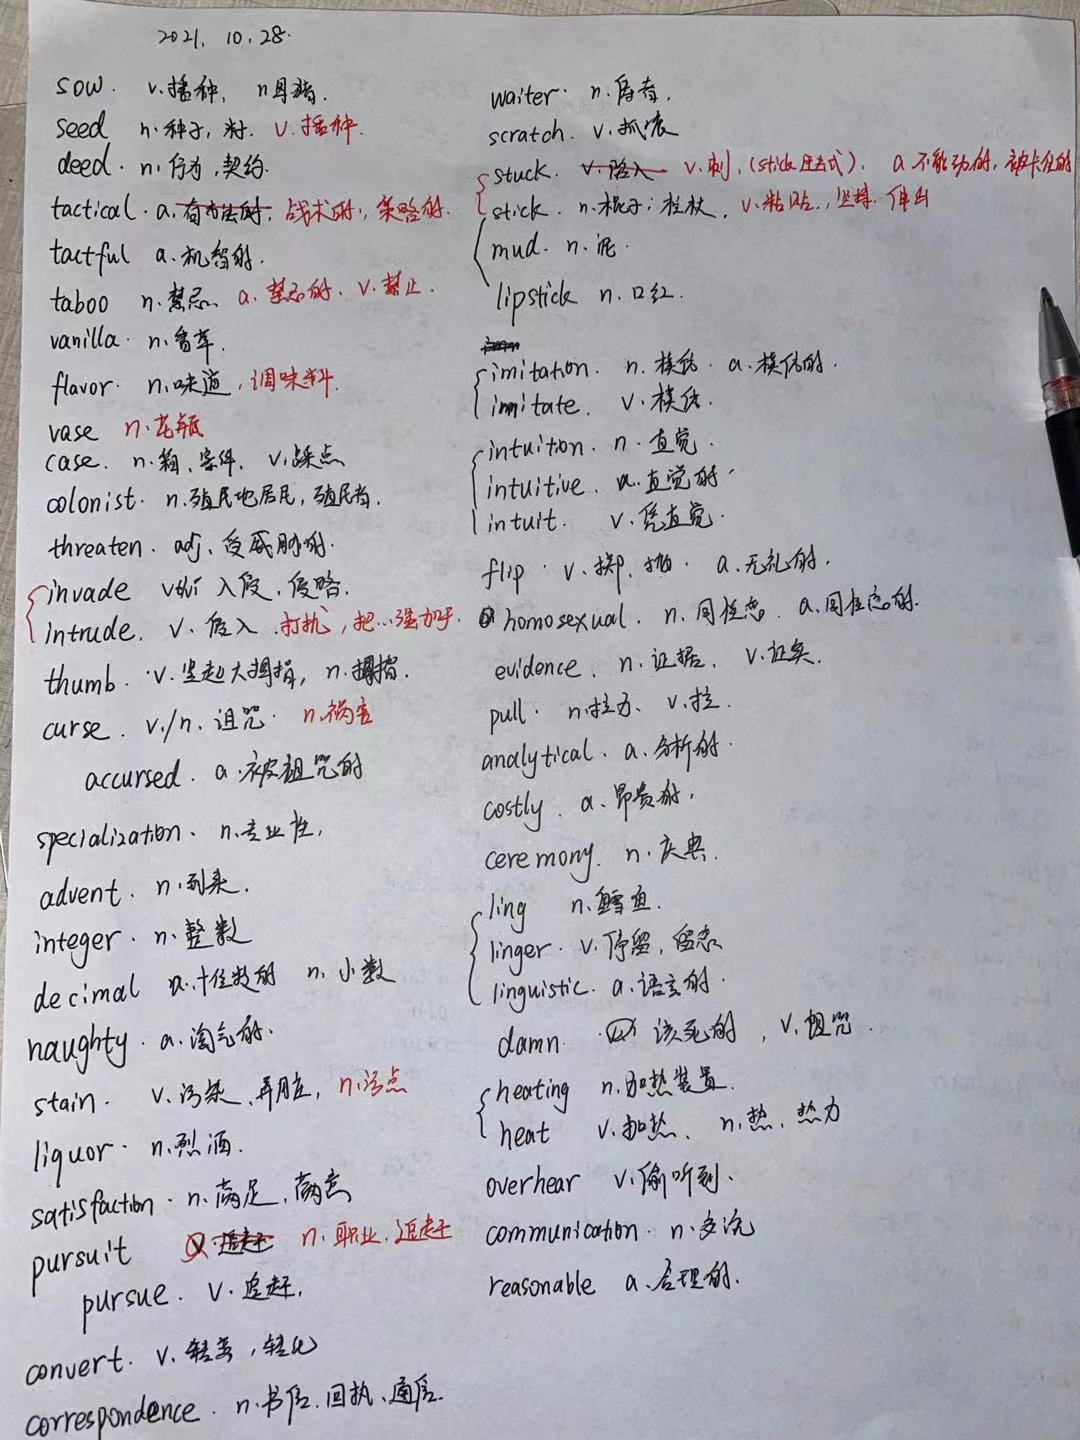 2021. 10. 28.
sow. v.播种, n母猪.
seed n.种子, 籽. v.播种.
deed. n.行为, 契约.
tactical. a.有方法的, 战术的, 策略的.
tactful a.机智的.
taboo n.禁忌、a.禁忌的、v.禁止.
vanilla. n.香草.
flavor. n.味道, 调味料.
vase n.花瓶
case. n.箱、案件、v.踩点
colonist. n.殖民地居民, 殖民者.
threaten. adj、受威胁的.
invade 入侵、侵略.
intrude. v.侵入.打扰, 把...强加于.
thumb. v.竖起大拇指, n.拇指.
curse. v./n.诅咒. n.祸害
accursed. a.被诅咒的
specialization. n.专业性,
advent. n.到来.
integer. n.整数
decimal a.十位数的 n.小数
naughty. a.淘气的.
stain. v.污染、弄脏, n.污点
liquor. n.烈酒.
satisfaction. n.满足, 满意
pursuit v.追赶 n.职业、追赶
pursue. v.追赶,
convert. v.转变, 转化
correspondence. n.书信.回执、通信.
waiter. n.侍者.
scratch. v.抓痕
stuck. v.陷入 v.刺. (stick过去式). a.不能动的, 被卡住的
stick. n.棍子; 拄杖, v.粘贴, 坚持. 伸出
mud. n.泥.
lipstick n.口红.
imitation. n.模仿. a.模仿的.
imitate. v.模仿.
intuition. n.直觉.
intuitive. a.直觉的.
intuit. v.凭直觉.
flip. v.掷, 抛. a.无礼的.
homosexual. n.同性恋. a.同性恋的.
evidence. n.证据、v.证实.
pull. n.拉力、v.拉.
analytical. a.分析的.
costly. a.昂贵的,
ceremony. n.庆典.
ling n.鳕鱼.
linger. v.停留, 留恋
linguistic. a.语言的.
damn. 该死的, v.诅咒.
heating n.加热装置.
heat v.加热、n.热、热力
overhear v.偷听到.
communication. n.交流
reasonable a.合理的.